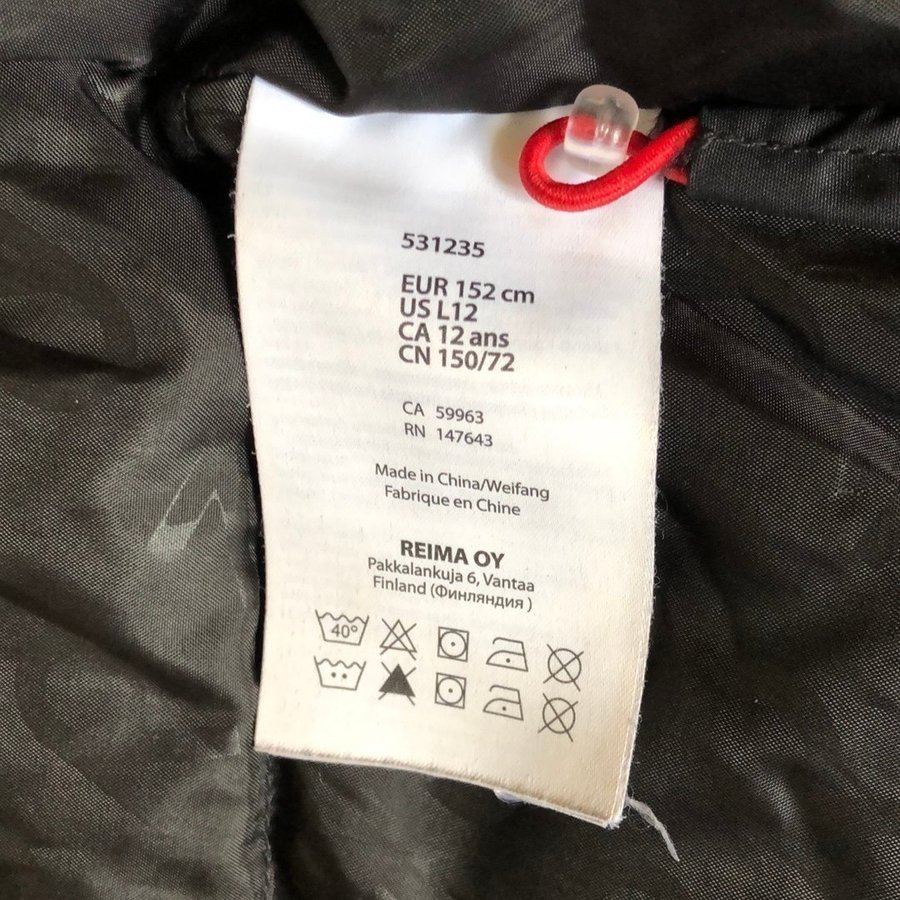 531235
EUR 152 cm
US L12
CA 12 ans
CN 150/72
CA 59963
RN 147643
Made in China/Weifang
Fabrique en Chine
REIMA OY
Pakkalankuja 6, Vantaa
Finland (Финляндия )
40°